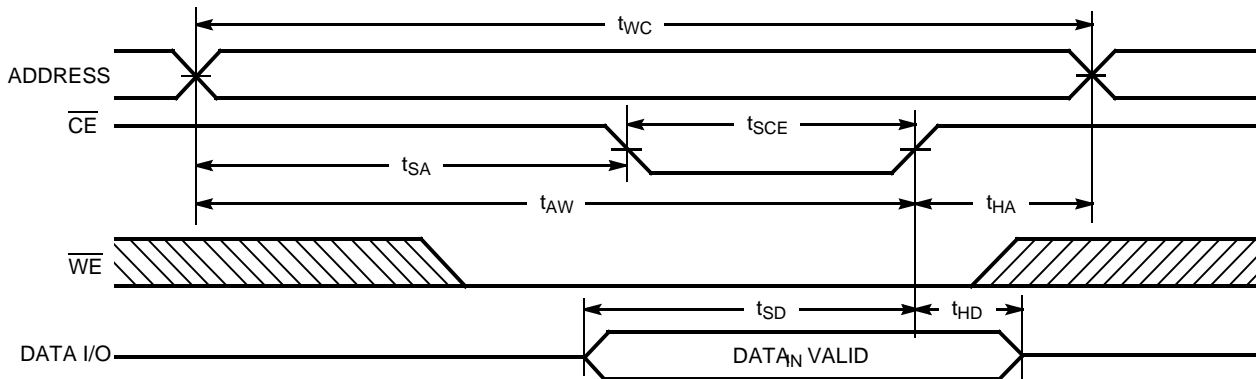 tWC
ADDRESS
CE
tSCE
tSA
tAW
tHA
WE
tSD
tHD
DATA I/O
DATAIN VALID